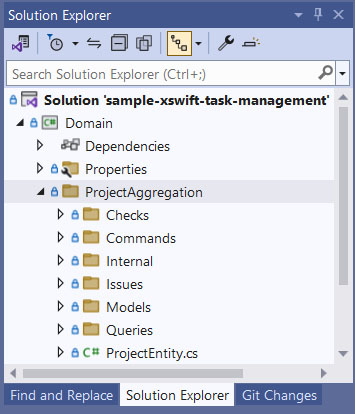 Solution Explorer
Search Solution Explorer (Ctrl+;)
Solution 'sample-xswift-task-management'
C# Domain
Dependencies
Properties
ProjectAggregation
Checks
Commands
Internal
Issues
Models
Queries
C# ProjectEntity.cs
Find and Replace Solution Explorer Git Changes